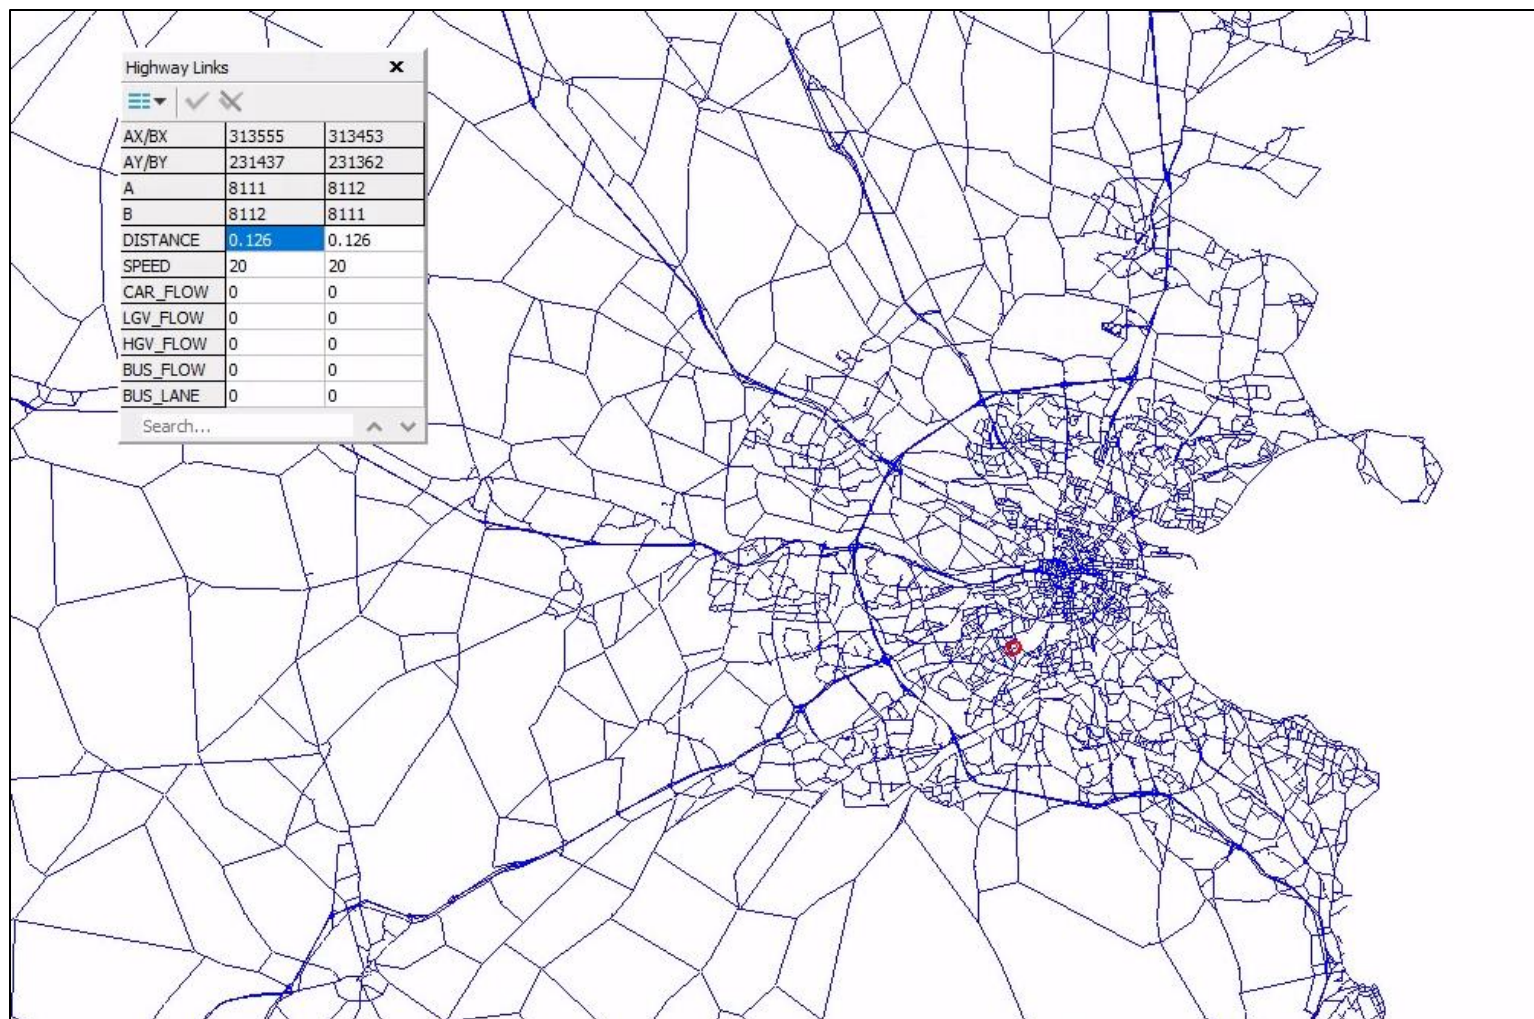 Highway Links
AX/BX 313555 313453
AY/BY 231437 231362
A 8111 8112
B 8112 8111
DISTANCE 0.126 0.126
SPEED 20 20
CAR_FLOW 0 0
LGV_FLOW 0 0
HGV_FLOW 0 0
BUS_FLOW 0 0
BUS_LANE 0 0
Search...